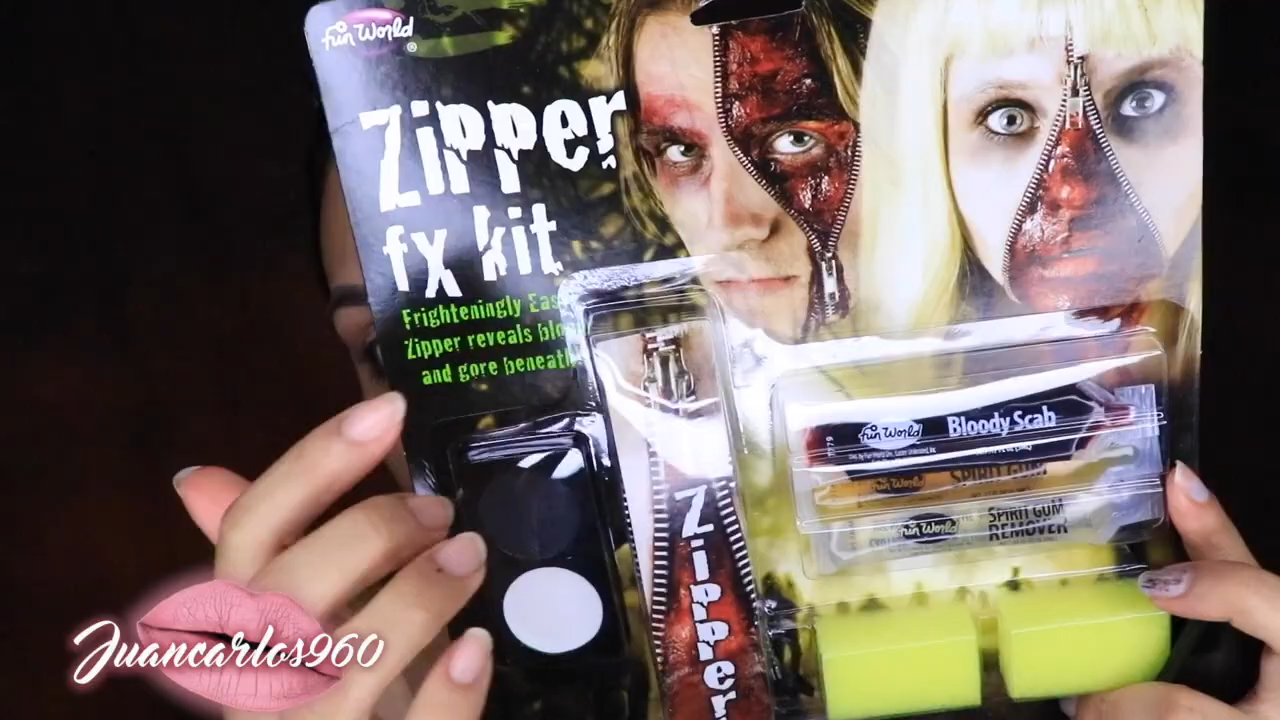 fun World®
Zipper
fx kit
Frighteningly Eas
Zipper reveals blo
and gore beneath
fun World
Bloody Scab
fun World
SPIRIT GUM
fun World
SPIRIT GUM
REMOVER
Zipper
Juancarlos960